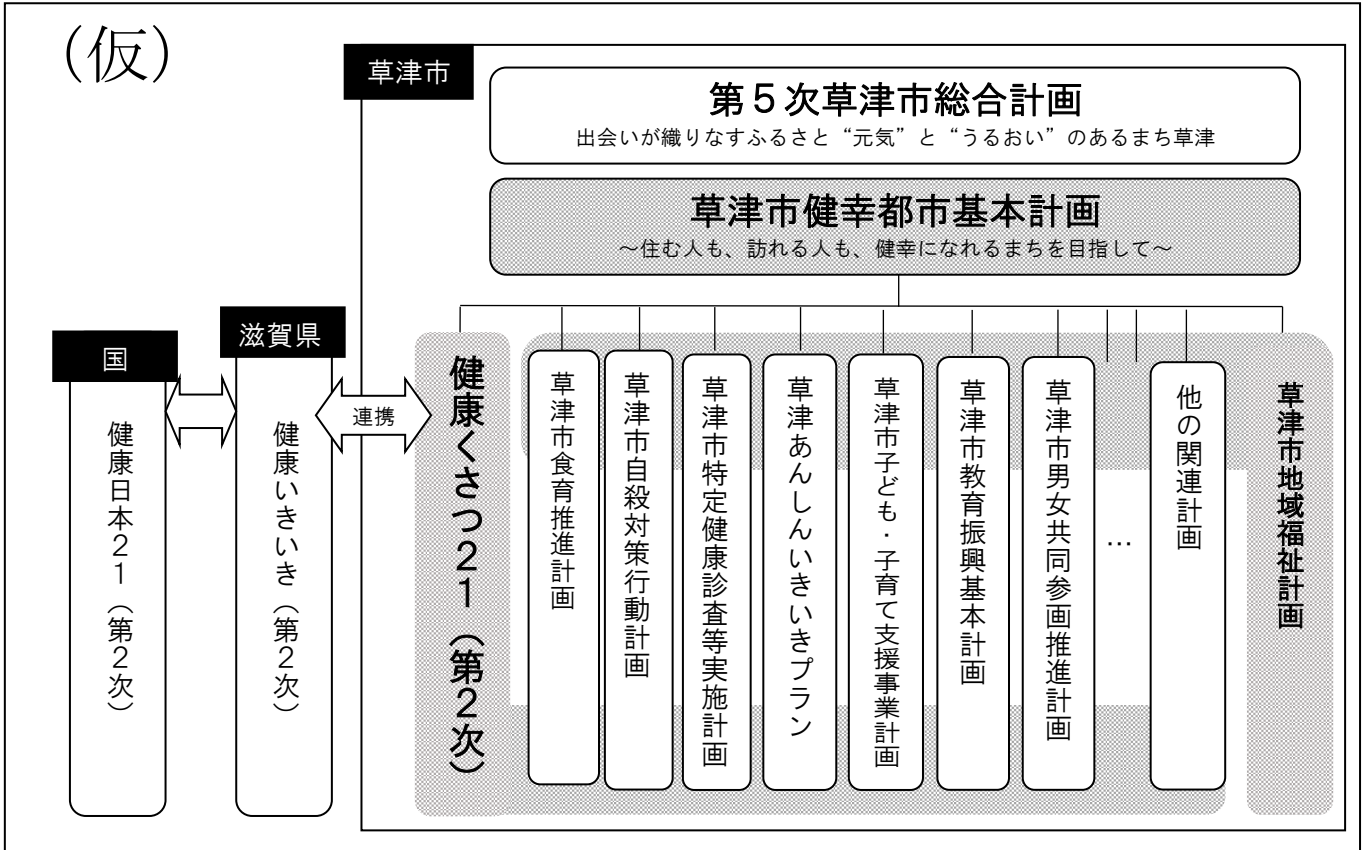 （仮）
草津市
第５次草津市総合計画
出会いが織りなすふるさと“元気”と“うるおい”のあるまち草津
草津市健幸都市基本計画
～住む人も、訪れる人も、健幸になれるまちを目指して～
国
健康日本２１（第２次）
滋賀県
健康いきいき（第２次）
連携
健康くさつ２１（第２次）
草津市食育推進計画
草津市自殺対策行動計画
草津市特定健康診査等実施計画
草津あんしんいきいきプラン
草津市子ども・子育て支援事業計画
草津市教育振興基本計画
草津市男女共同参画推進計画
…
他の関連計画
草津市地域福祉計画